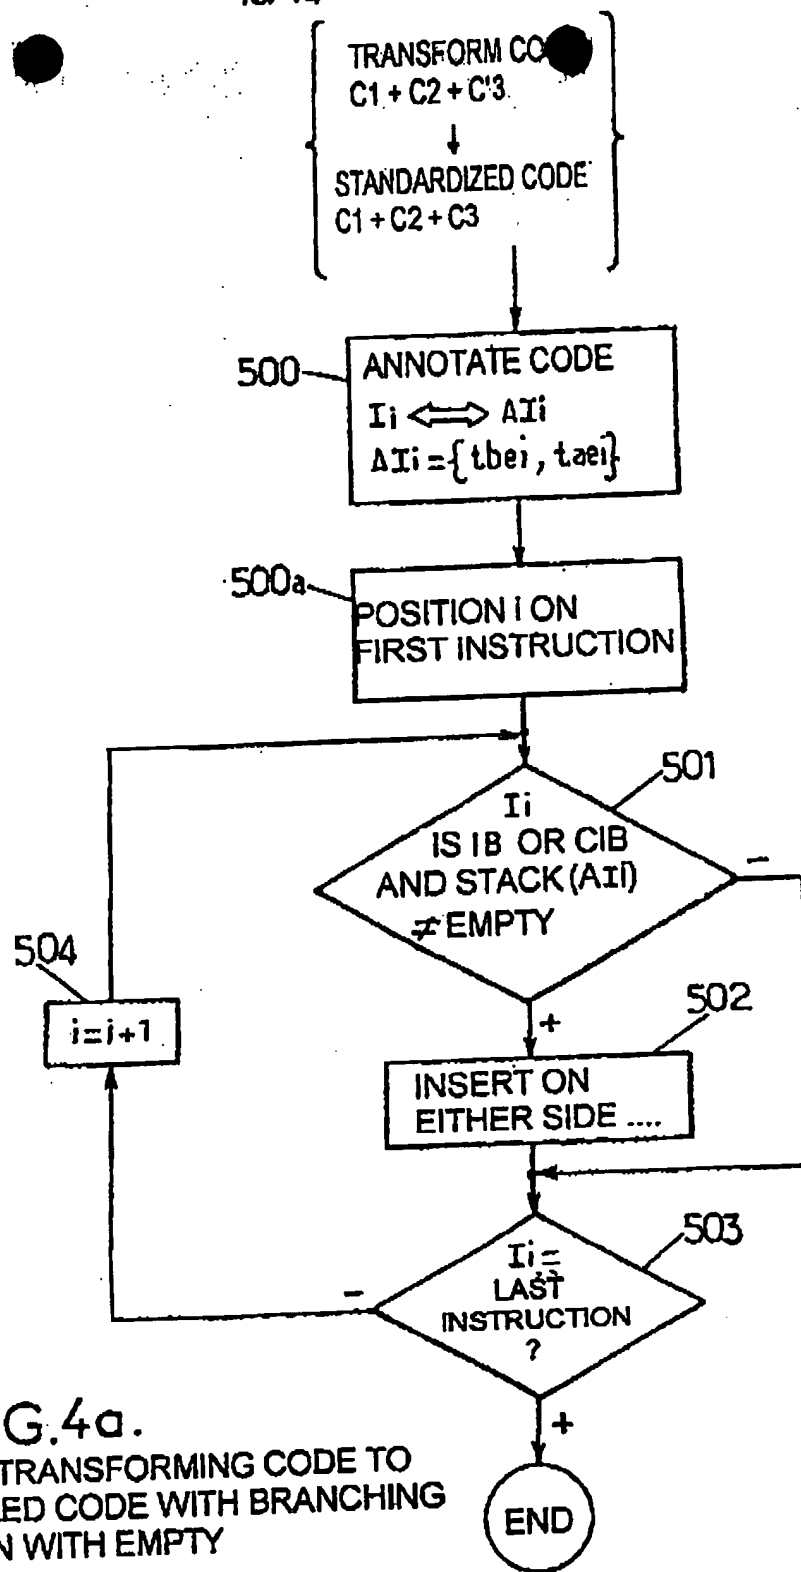 TRANSFORM
C1 + C2 + C'3
STANDARDIZED CODE
C1 + C2 + C3
500
ANNOTATE CODE
Ii ⟺ AIi
AIi = {tbei, taei}
500a
POSITION i ON
FIRST INSTRUCTION
501
Ii
IS IB OR CIB
AND STACK (AIi)
≠ EMPTY
−
504
i=i+1
+
502
INSERT ON
EITHER SIDE ....
503
Ii =
LAST
INSTRUCTION
?
−
+
END
G.4a.
TRANSFORMING CODE TO
ED CODE WITH BRANCHING
N WITH EMPTY